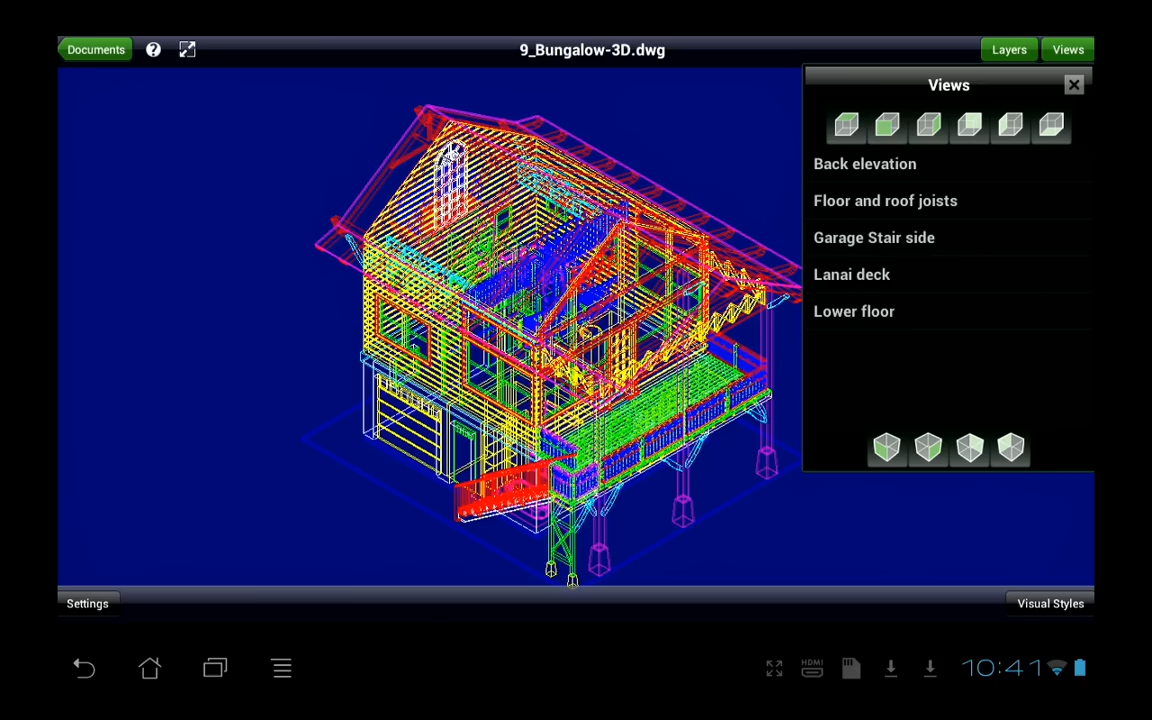 Documents
?
9_Bungalow-3D.dwg
Layers
Views
Views
Back elevation
Floor and roof joists
Garage Stair side
Lanai deck
Lower floor
Settings
Visual Styles
HDMI
10:41